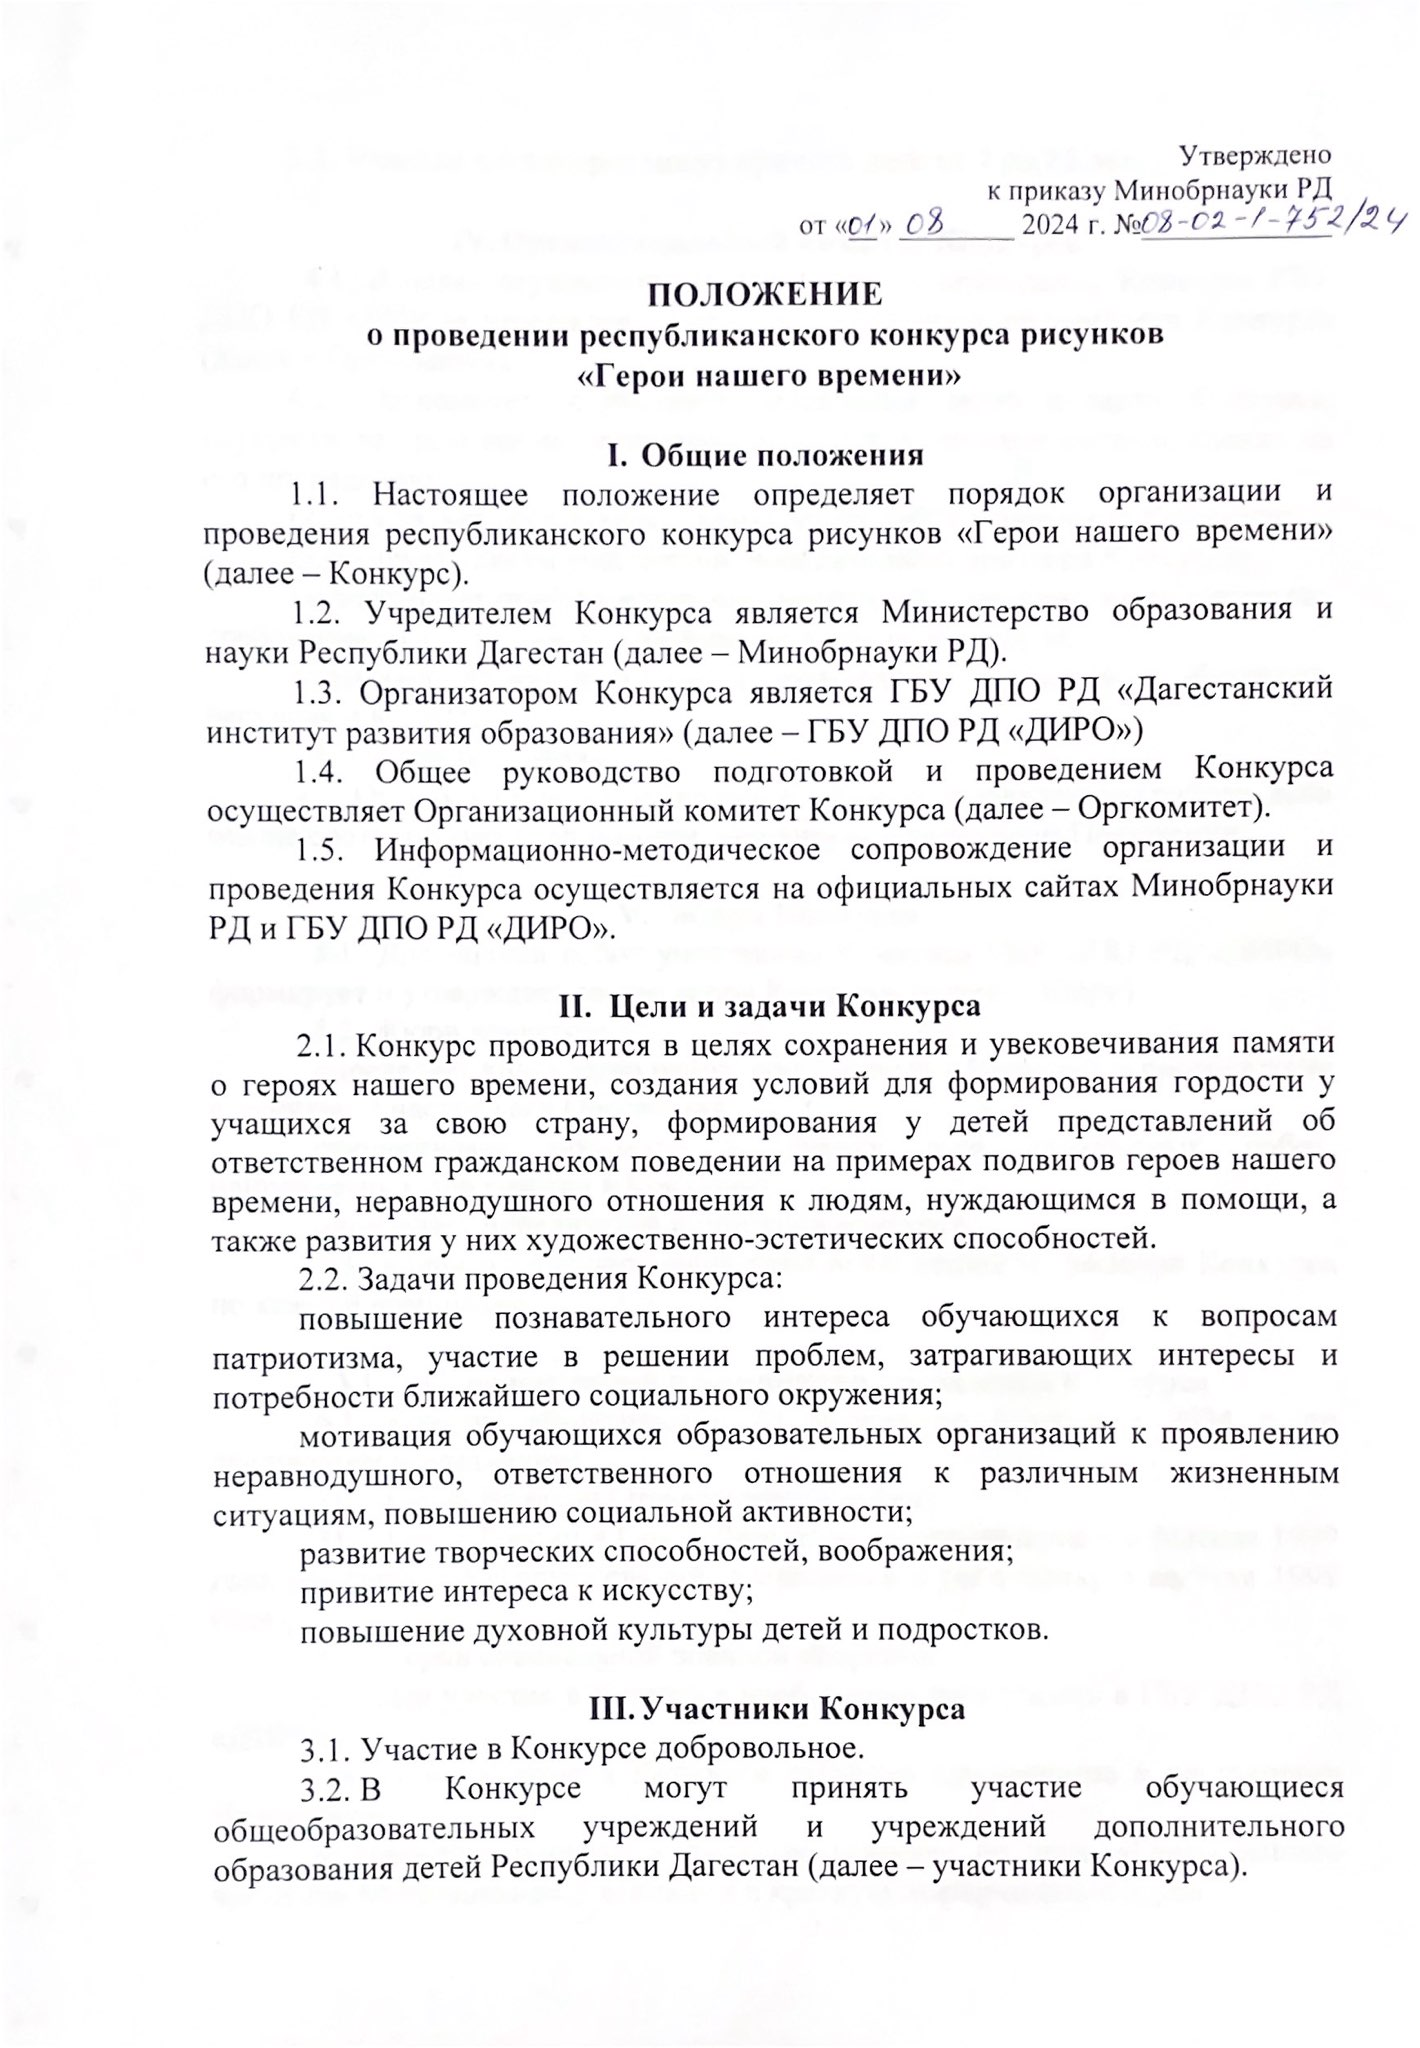 Утверждено
к приказу Минобрнауки РД
от «01» 08 2024 г. №08-02-1-752/24
ПОЛОЖЕНИЕ
о проведении республиканского конкурса рисунков
«Герои нашего времени»
I. Общие положения
1.1. Настоящее положение определяет порядок организации и
проведения республиканского конкурса рисунков «Герои нашего времени»
(далее – Конкурс).
1.2. Учредителем Конкурса является Министерство образования и
науки Республики Дагестан (далее – Минобрнауки РД).
1.3. Организатором Конкурса является ГБУ ДПО РД «Дагестанский
институт развития образования» (далее – ГБУ ДПО РД «ДИРО»)
1.4. Общее руководство подготовкой и проведением Конкурса
осуществляет Организационный комитет Конкурса (далее – Оргкомитет).
1.5. Информационно-методическое сопровождение организации и
проведения Конкурса осуществляется на официальных сайтах Минобрнауки
РД и ГБУ ДПО РД «ДИРО».
II. Цели и задачи Конкурса
2.1. Конкурс проводится в целях сохранения и увековечивания памяти
о героях нашего времени, создания условий для формирования гордости у
учащихся за свою страну, формирования у детей представлений об
ответственном гражданском поведении на примерах подвигов героев нашего
времени, неравнодушного отношения к людям, нуждающимся в помощи, а
также развития у них художественно-эстетических способностей.
2.2. Задачи проведения Конкурса:
повышение познавательного интереса обучающихся к вопросам
патриотизма, участие в решении проблем, затрагивающих интересы и
потребности ближайшего социального окружения;
мотивация обучающихся образовательных организаций к проявлению
неравнодушного, ответственного отношения к различным жизненным
ситуациям, повышению социальной активности;
развитие творческих способностей, воображения;
привитие интереса к искусству;
повышение духовной культуры детей и подростков.
III. Участники Конкурса
3.1. Участие в Конкурсе добровольное.
3.2. В Конкурсе могут принять участие обучающиеся
общеобразовательных учреждений и учреждений дополнительного
образования детей Республики Дагестан (далее – участники Конкурса).